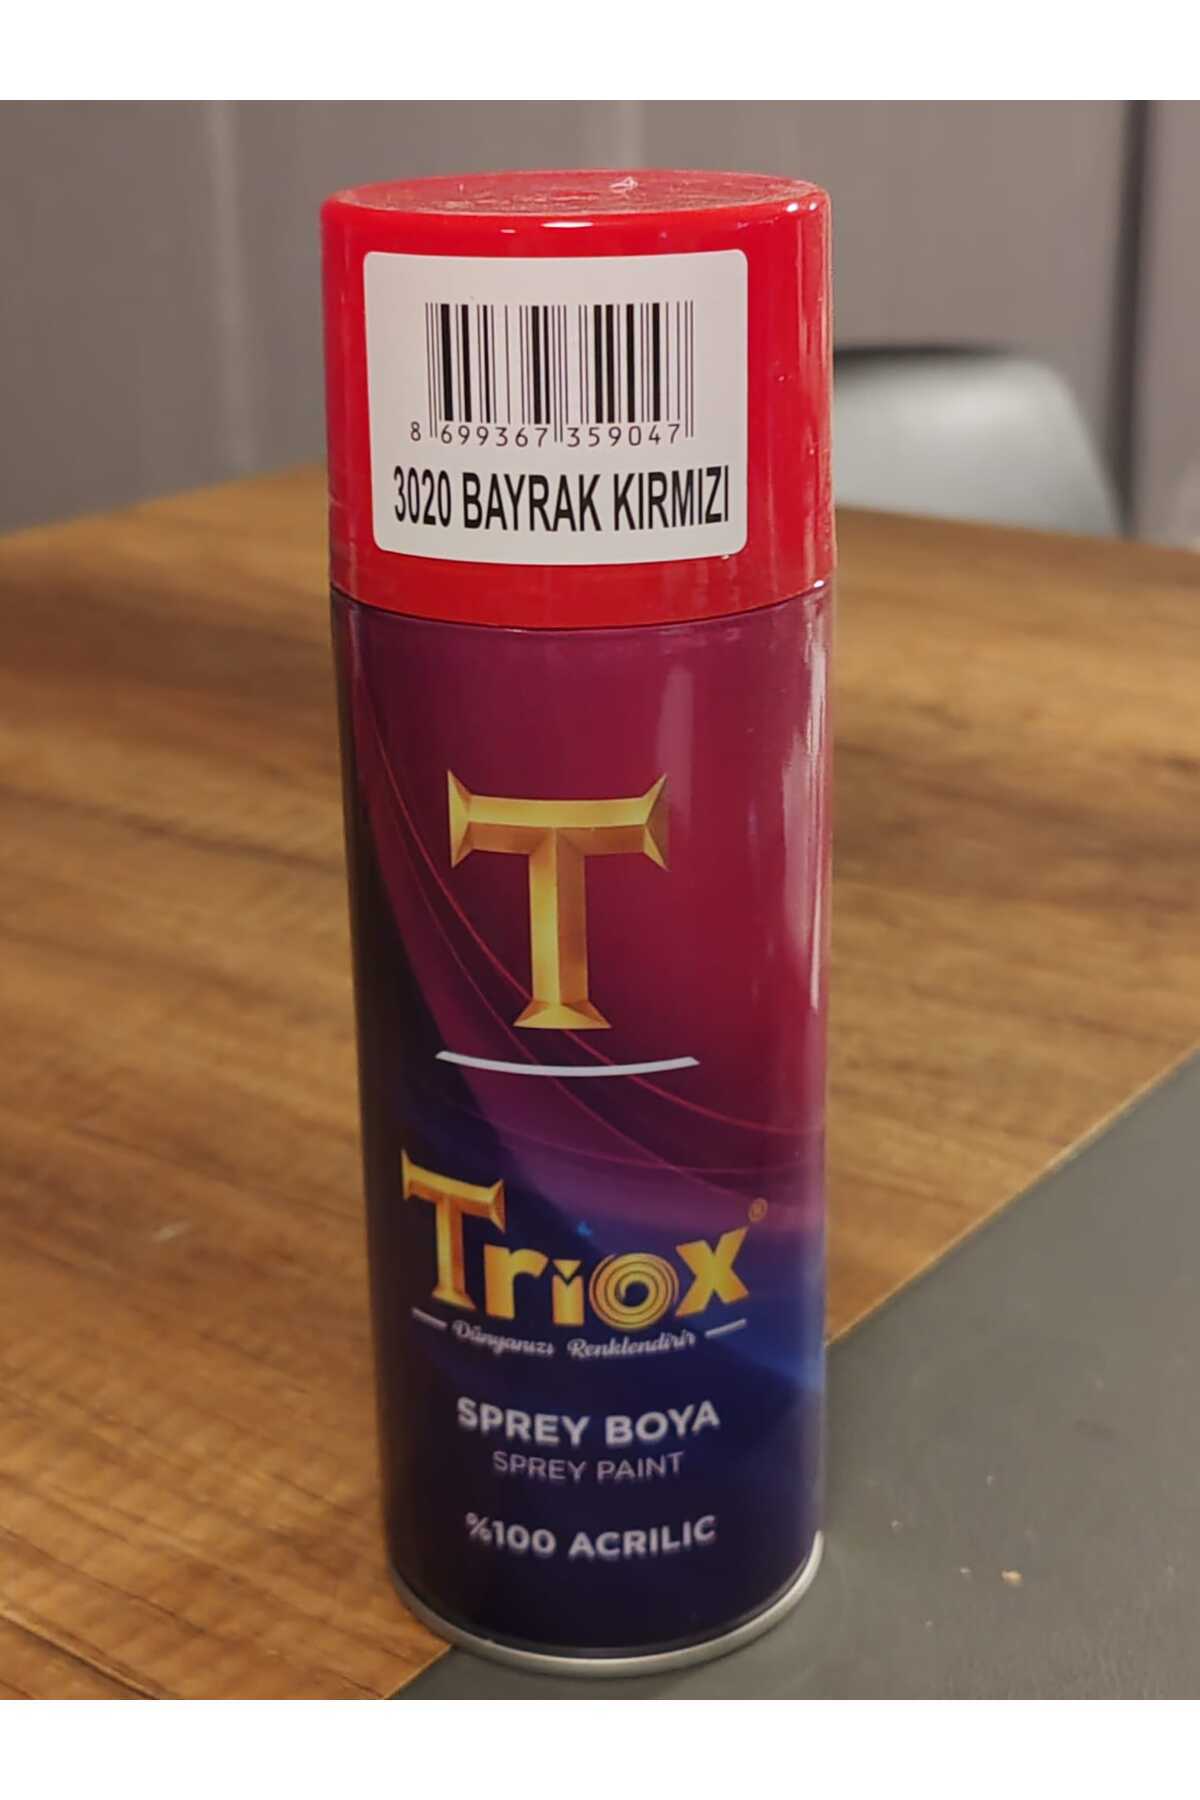 8 699367 359047
3020 BAYRAK KIRMIZI
T
Triox®
Dünyanızı Renklendirir
SPREY BOYA
SPREY PAINT
%100 ACRILIC